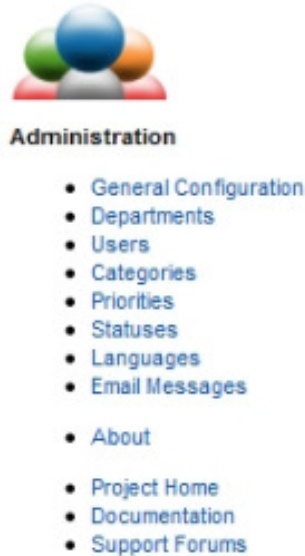 Administration
General Configuration
Departments
Users
Categories
Priorities
Statuses
Languages
Email Messages
About
Project Home
Documentation
Support Forums